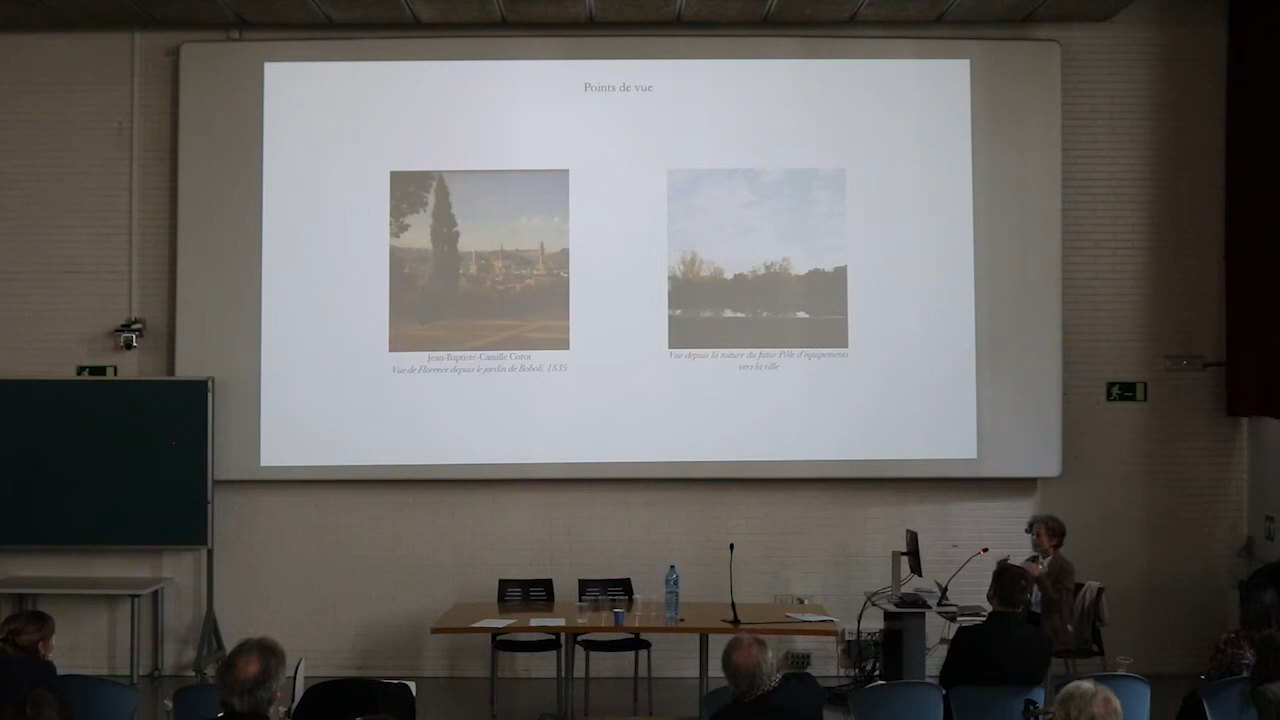 Points de vue
Jean-Baptiste-Camille Corot
Vue de Florence depuis le jardin de Boboli, 1835
Vue depuis la toiture du futur Pôle d'équipements
vers la ville